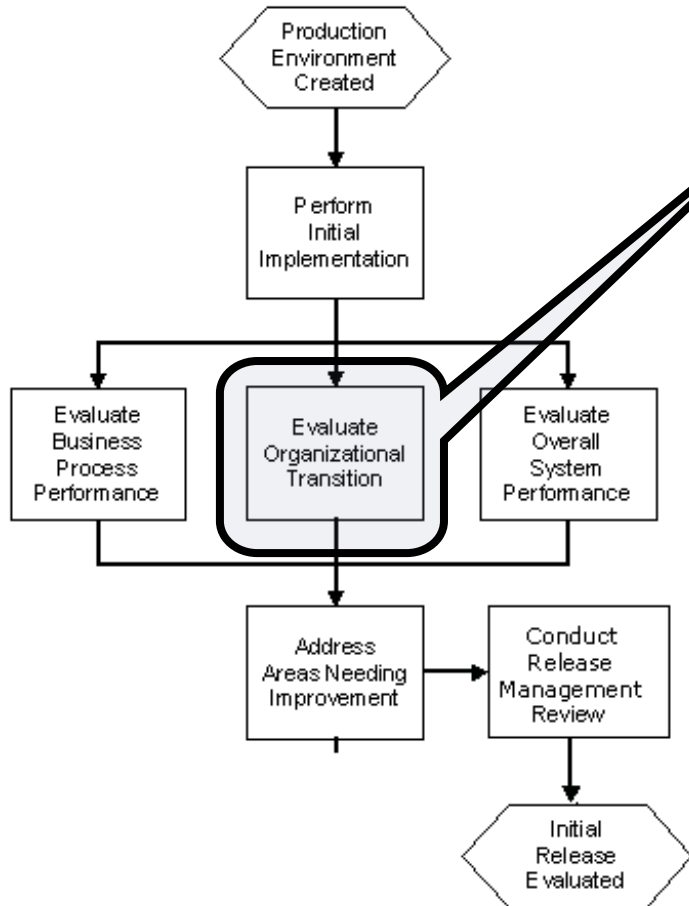 Production
Environment
Created
Perform
Initial
Implementation
Evaluate
Business
Process
Performance
Evaluate
Organizational
Transition
Evaluate
Overall
System
Performance
Address
Areas Needing
Improvement
Conduct
Release
Management
Review
Initial
Release
Evaluated